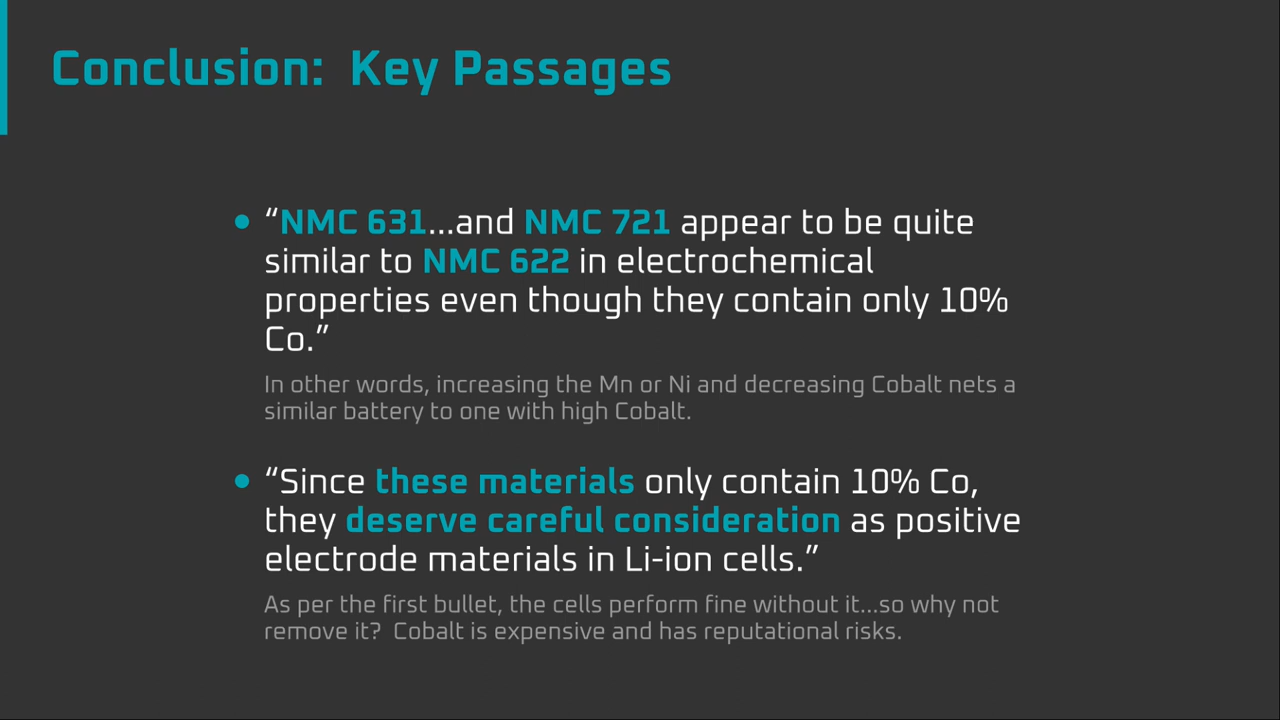 Conclusion:  Key Passages
“NMC 631...and NMC 721 appear to be quite
similar to NMC 622 in electrochemical
properties even though they contain only 10%
Co.”
In other words, increasing the Mn or Ni and decreasing Cobalt nets a
similar battery to one with high Cobalt.
“Since these materials only contain 10% Co,
they deserve careful consideration as positive
electrode materials in Li-ion cells.”
As per the first bullet, the cells perform fine without it...so why not
remove it?  Cobalt is expensive and has reputational risks.